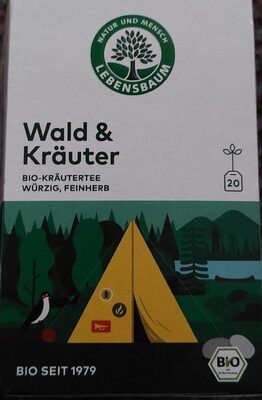 NATUR UND MENSCH
LEBENSBAUM
Wald &
Kräuter
BIO-KRÄUTERTEE
WÜRZIG, FEINHERB
20
BIO SEIT 1979
BIO